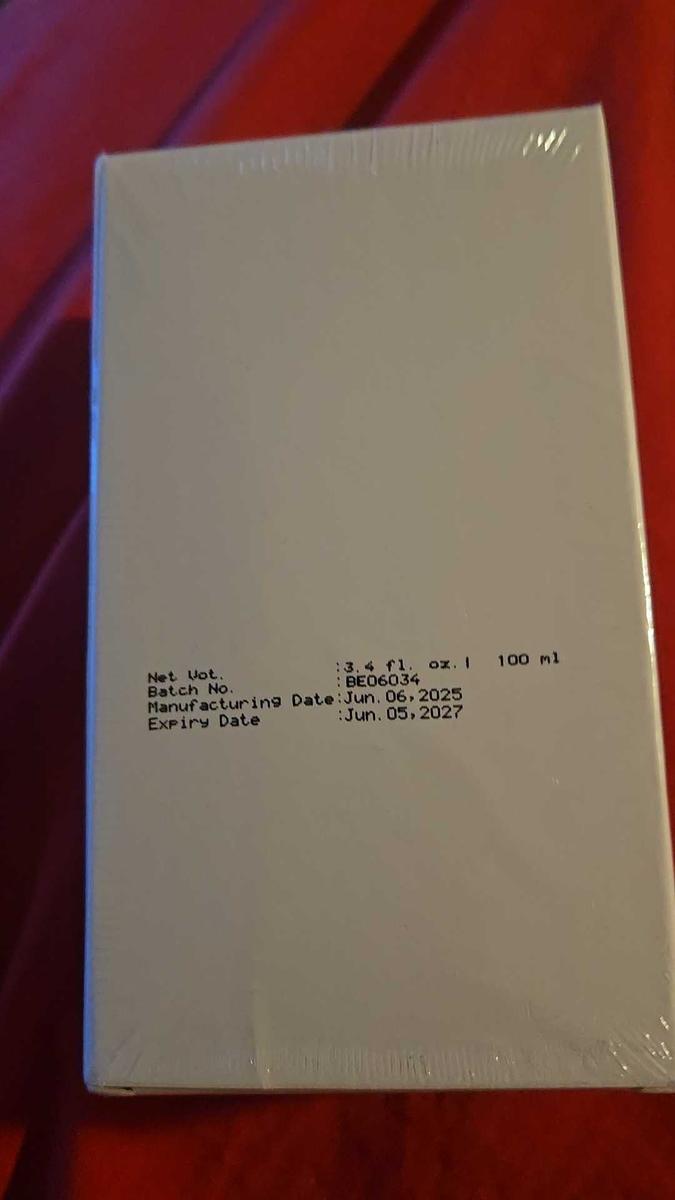 Net Vot. :3.4 fl. oz. | 100 ml
Batch No. :BE06034
Manufacturing Date:Jun.06,2025
Expiry Date :Jun.05,2027